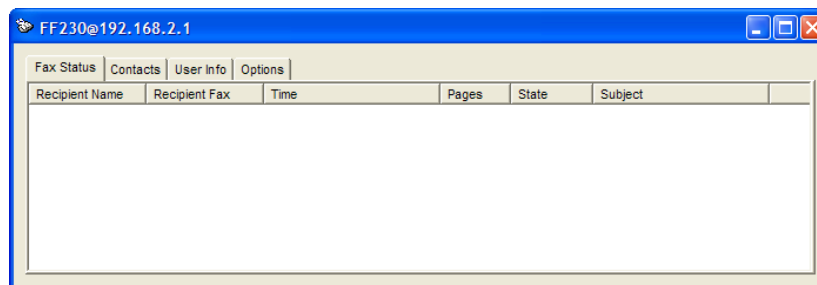 FF230@192.168.2.1
Fax Status Contacts User Info Options
Recipient Name Recipient Fax Time Pages State Subject